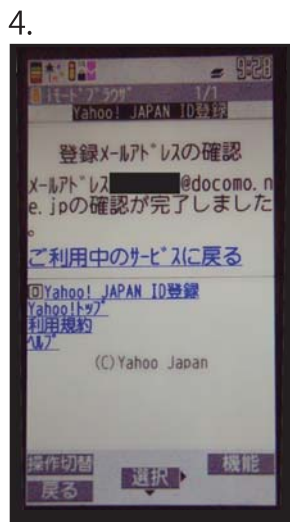 4.
9:28
iモードブラウザ 1/1
Yahoo! JAPAN ID登録
登録メールアドレスの確認
メールアドレス @docomo.n
e.jpの確認が完了しました
。
ご利用中のサービスに戻る
0 Yahoo! JAPAN ID登録
Yahoo!トップ
利用規約
ヘルプ
(C)Yahoo Japan
操作切替 選択 機能
戻る